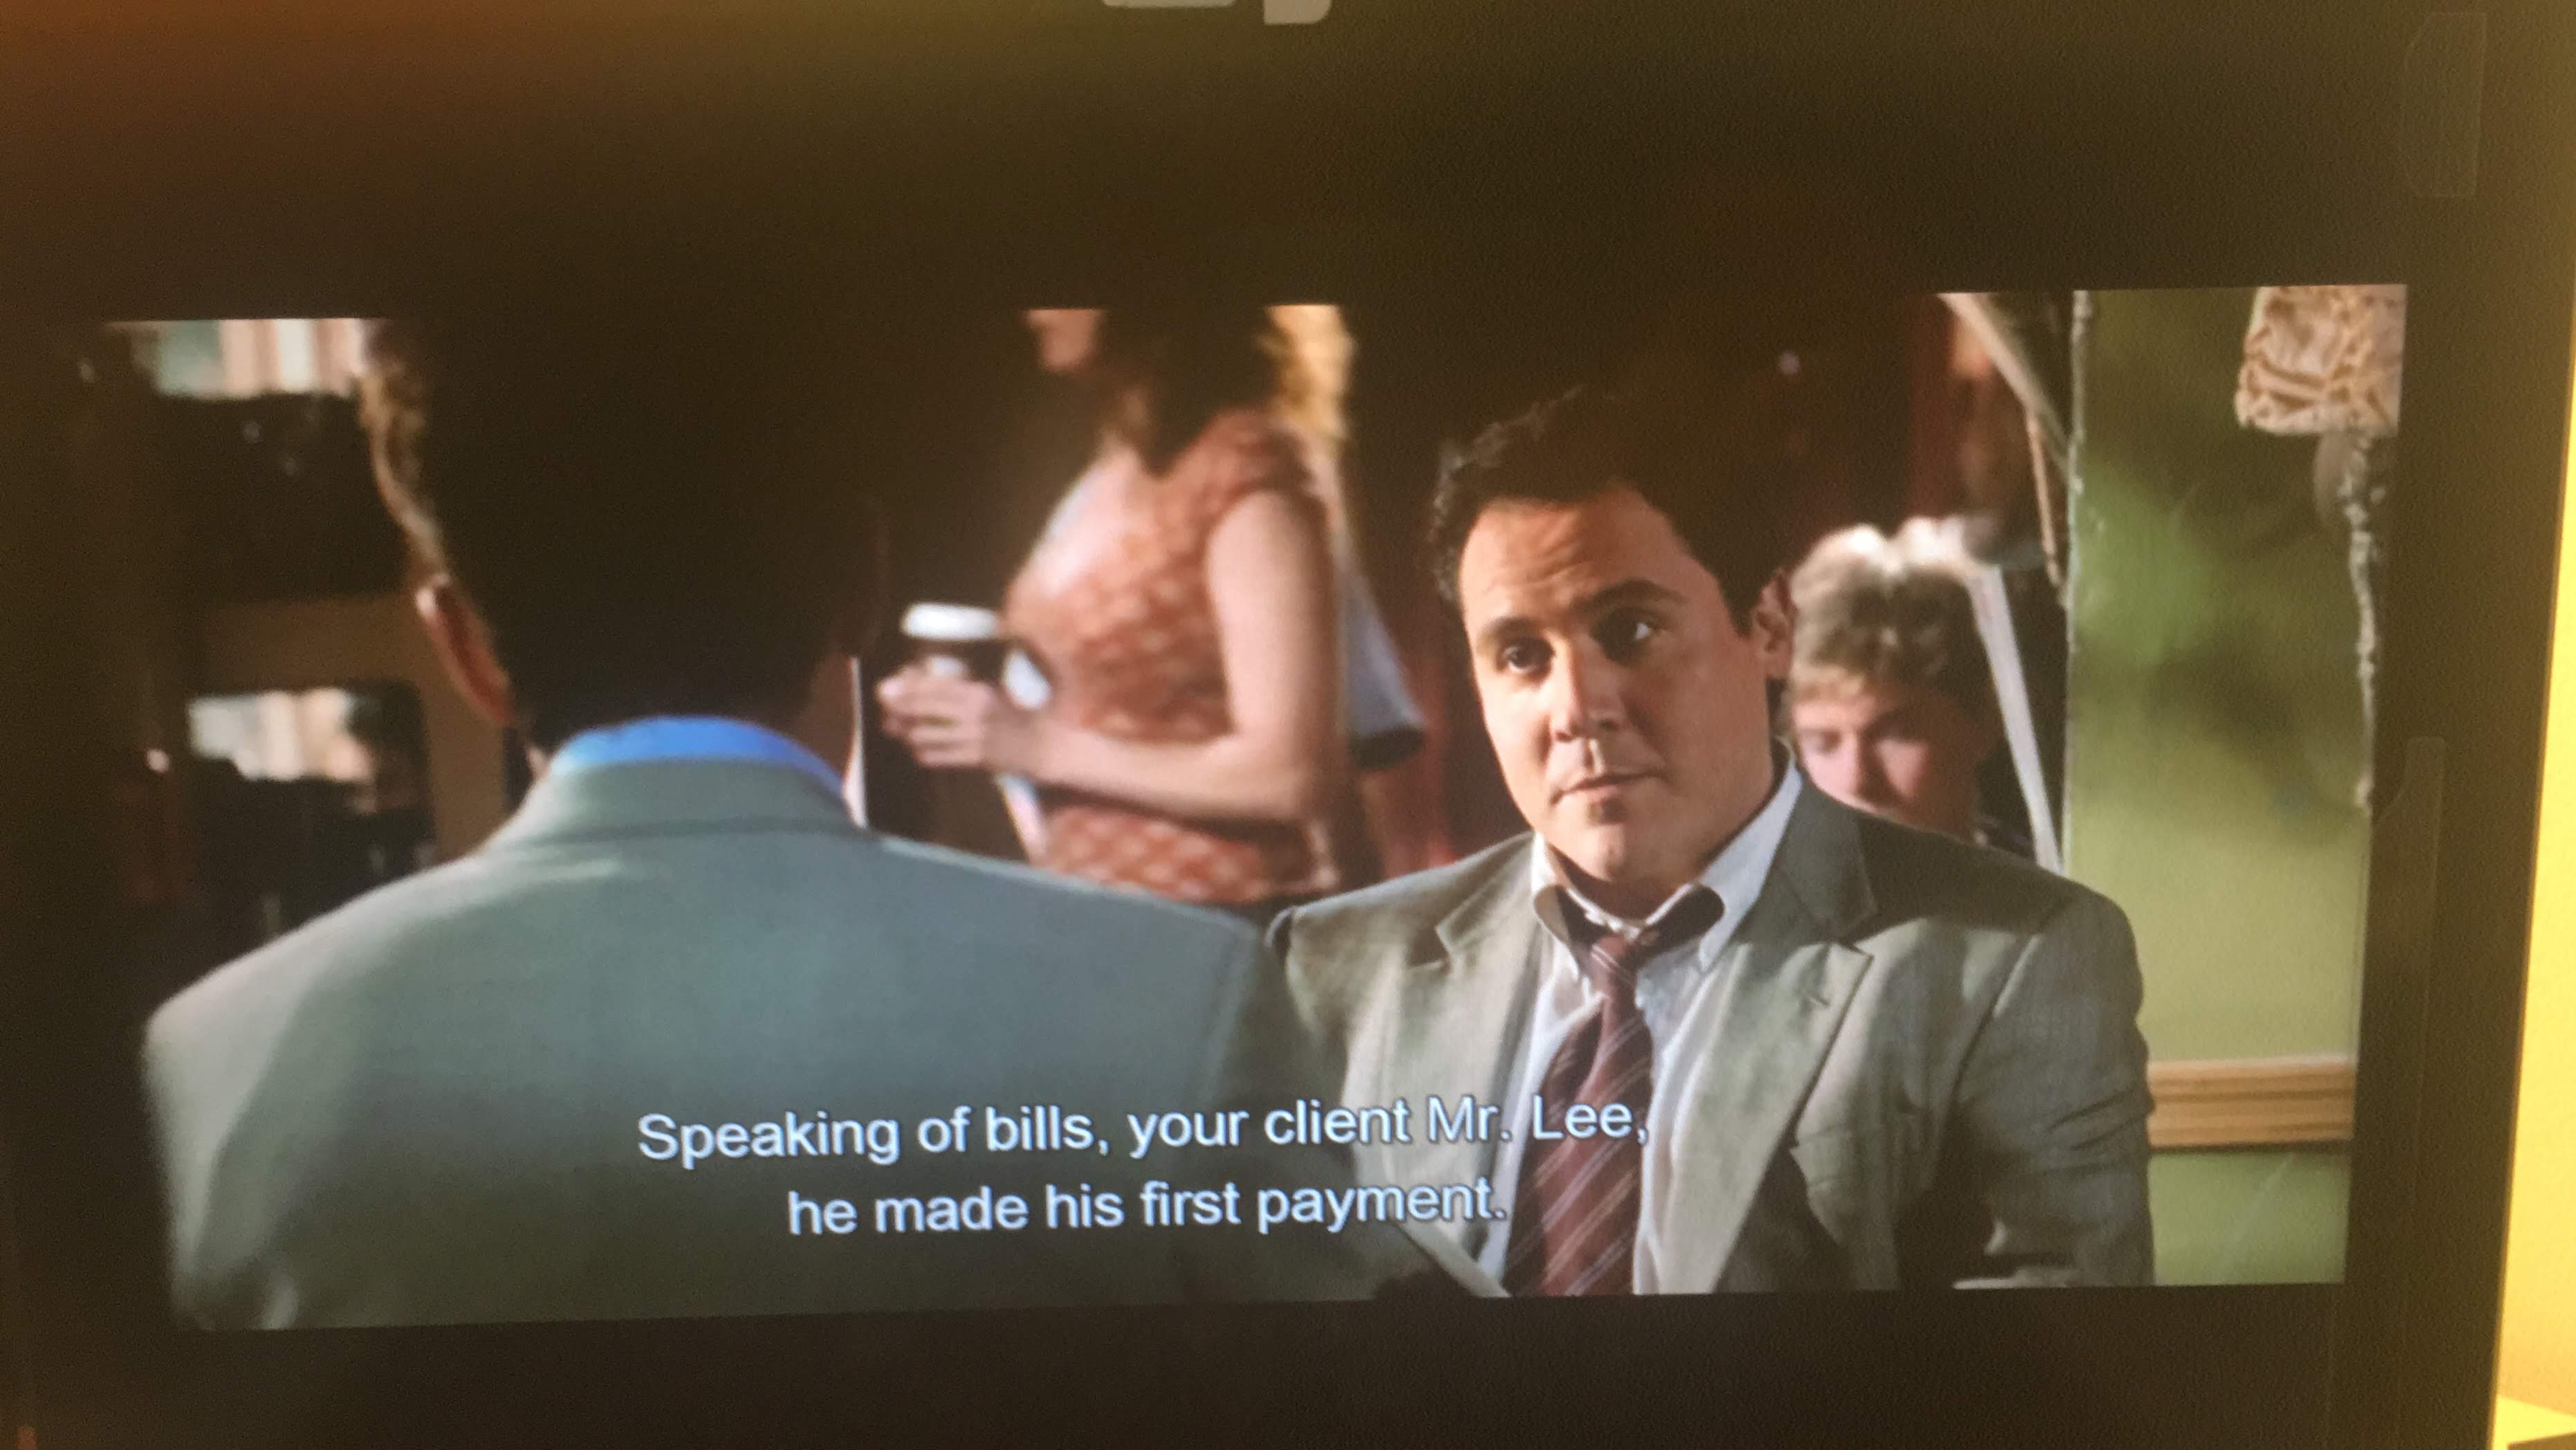 Speaking of bills, your client Mr. Lee,
he made his first payment.